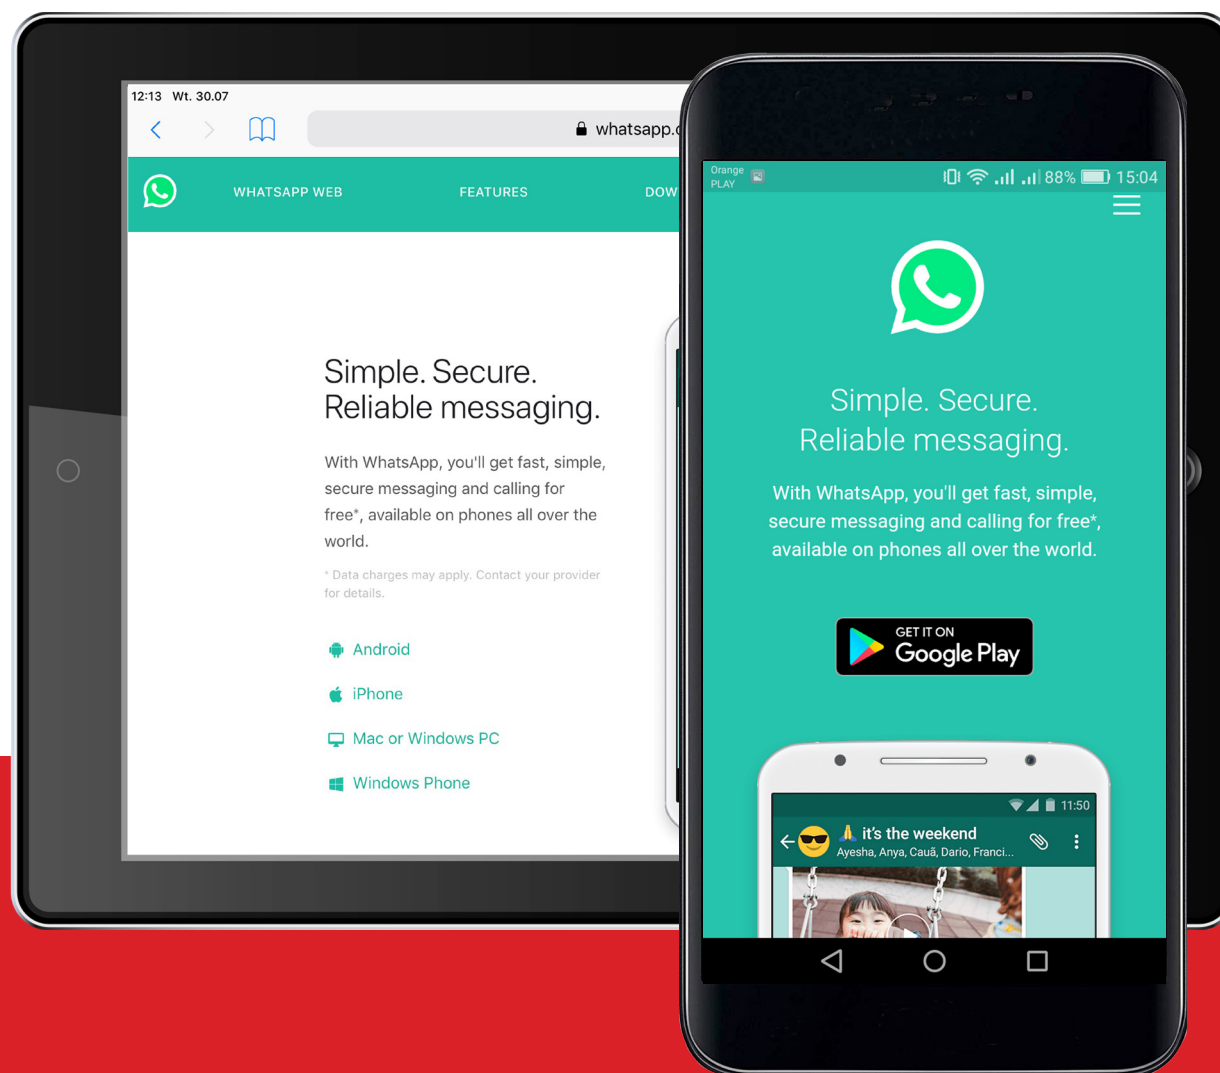 12:13 Wt. 30.07
whatsapp.
WHATSAPP WEB
FEATURES
Simple. Secure.
Reliable messaging.
With WhatsApp, you'll get fast, simple,
secure messaging and calling for
free*, available on phones all over the
world.
* Data charges may apply. Contact your provider
for details.
Android
iPhone
Mac or Windows PC
Windows Phone
Orange
PLAY
88% 15:04
Simple. Secure.
Reliable messaging.
With WhatsApp, you'll get fast, simple,
secure messaging and calling for free*,
available on phones all over the world.
GET IT ON
Google Play
11:50
it's the weekend
Ayesha, Anya, Cauã, Dario, Franci...